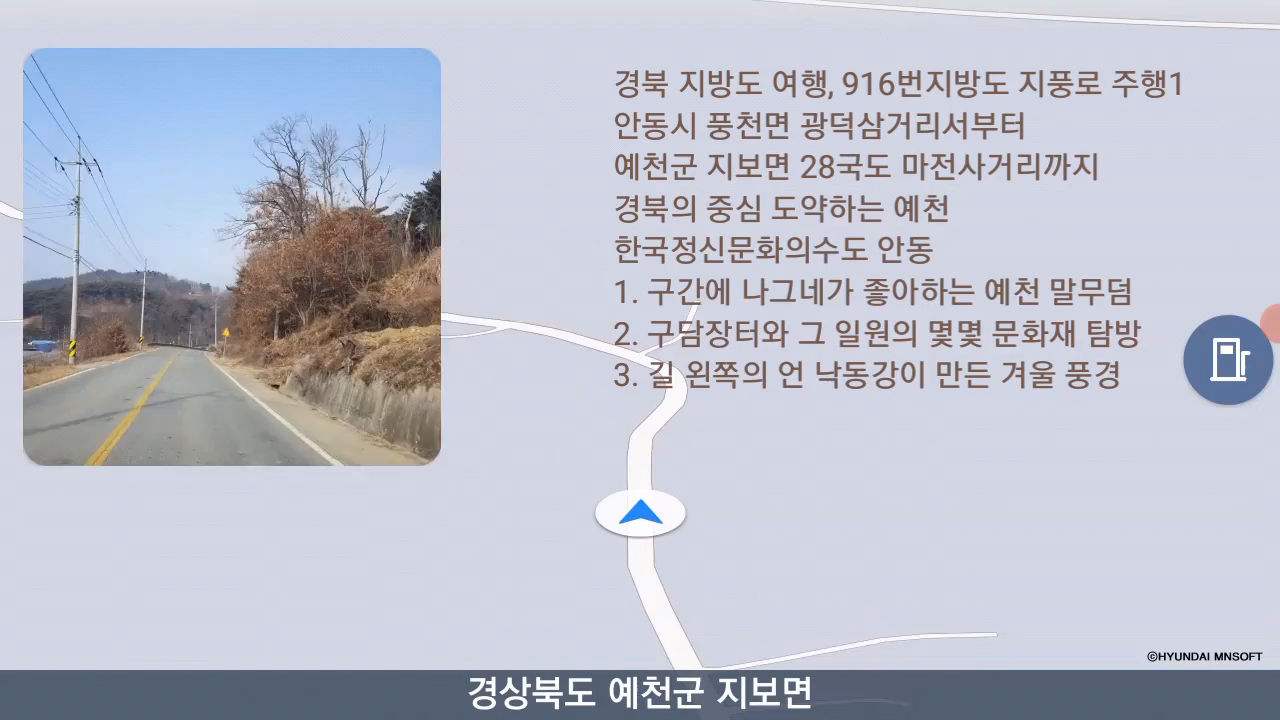 경북 지방도 여행, 916번지방도 지풍로 주행1
안동시 풍천면 광덕삼거리서부터
예천군 지보면 28국도 마전사거리까지
경북의 중심 도약하는 예천
한국정신문화의수도 안동
1. 구간에 나그네가 좋아하는 예천 말무덤
2. 구담장터와 그 일원의 몇몇 문화재 탐방
3. 길 왼쪽의 언 낙동강이 만든 겨울 풍경
©HYUNDAI MNSOFT
경상북도 예천군 지보면